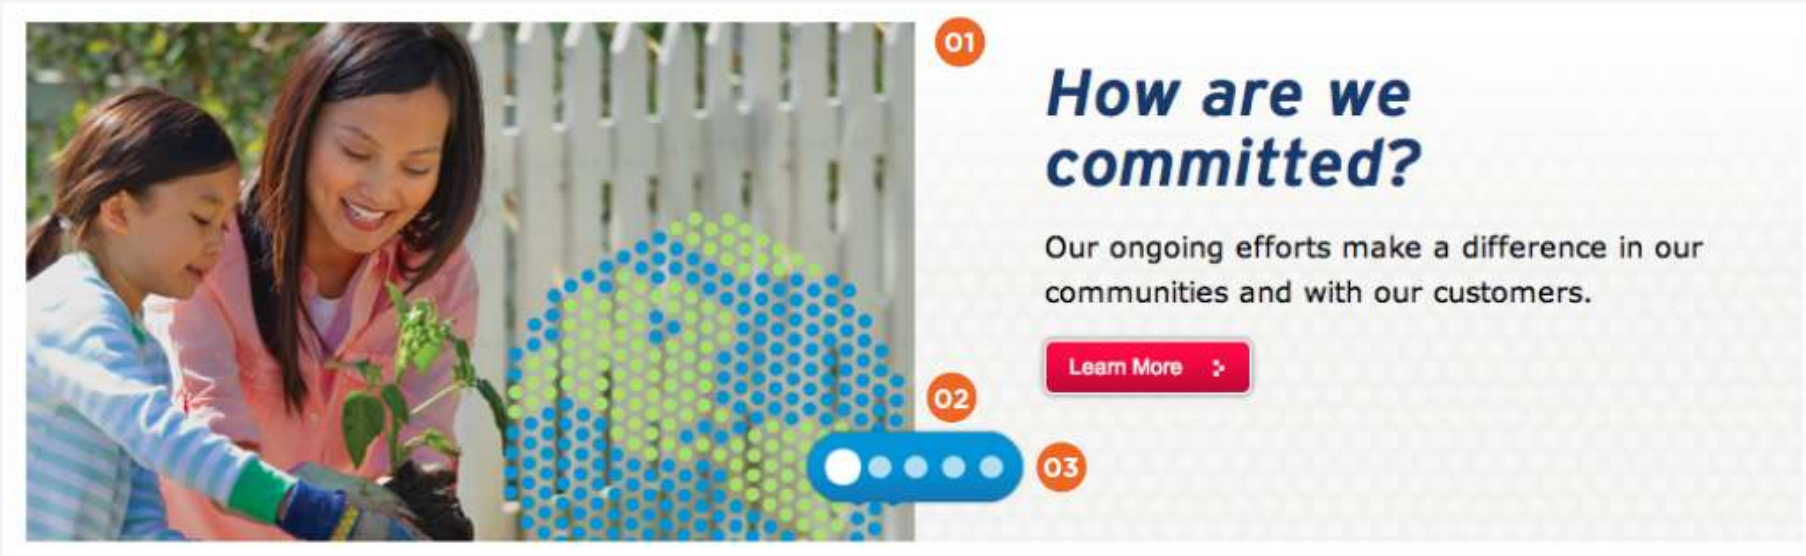 01
How are we
committed?
Our ongoing efforts make a difference in our
communities and with our customers.
Learn More
02
03